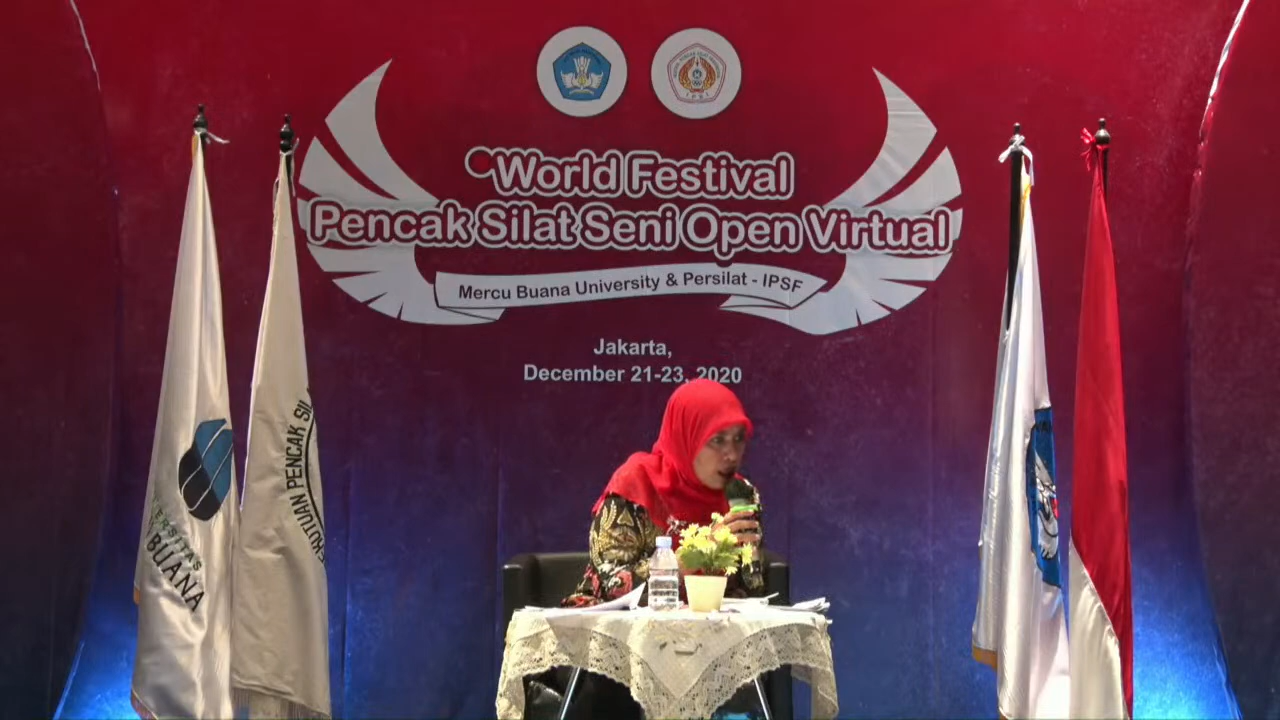 World Festival
Pencak Silat Seni Open Virtual
Mercu Buana University & Persilat - IPSF
Jakarta,
December 21-23, 2020
BUANA
PENCAK